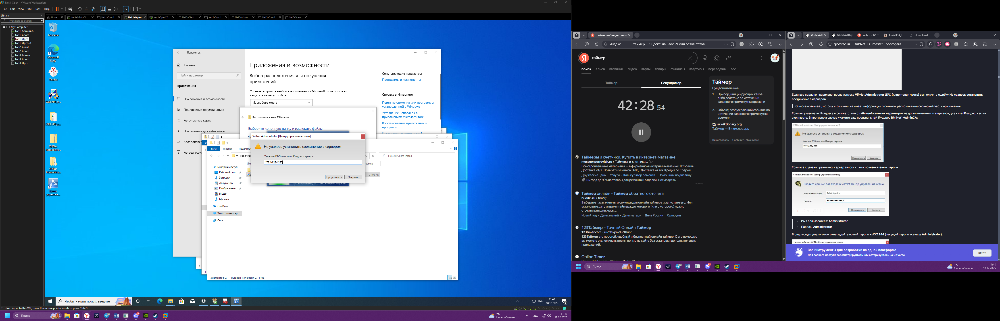 Net1-Open - VMware Workstation
File Edit View VM Tabs Help
Library
Type here to search
My Computer
Net1-AdminCA
Net1-Coord
Net1-Open
Net1-OperCA
Net2-Client
Net2-Coord
Net3-Admin
Net3-Coord
Net3-Open
Home Net1-AdminCA Net1-Coord Net1-Open Net1-OperCA Net2-Client Net2-Coord Net3-Admin Net3-Coord Net3-Open
Корзина
Microsoft Edge
Yandex
SQLEXPR_x...
SQLEXPR_x...
ViPNet Administra...
ViPNet Administra...
Центр управлен...
Параметры
Главная
Найти параметр
Приложения
Приложения и возможности
Приложения по умолчанию
Автономные карты
Приложения для веб-сайтов
Воспроизвед
Автозагрузк
Приложения и возможности
Выбор расположения для получения
приложений
Установка приложений исключительно из Microsoft Store поможет
защитить ваше устройство.
Из любого места
Сопутствующие параметры
Программы и компоненты
Справка в Интернете
Поиск приложения или программы,
установленной в Windows
Устранение неполадок в
приложениях Microsoft Store
Восстановление приложений и
программ
Распаковка сжатых ZIP-папок
Выберите конечную папку и извлеките файлы
ViPNet Administrator [Центр управления сетью]
Не удалось установить соединение с сервером
Укажите DNS-имя или IP-адрес сервера:
172.16.224.227
Продолжить Закрыть
© ОАО Инфотекс, 1991-2019. Все права защищены
Файл Главная Поделить
Рабочий
Поиск: Client Install
Им
азмер
2 198 КБ
Быстрый доступ
Рабочий стол
Загрузки
Документы
Изображения
Видео
Музыка
OneDrive
Этот компьютер
Сеть
Элементов: 2 Выбран 1 элемент: 2,14 МБ
Чтобы начать поиск, введите
ENG
11:48
18.12.2025
3
To direct input to this VM, move the mouse pointer inside or press Ctrl+G.
Поиск
1°C
В осн. облачно
ENG
11:48
18.12.2025
1
таймер — Яндекс: наш
Яндекс таймер — Яндекс: нашлось 9 млн результатов
таймер
поиск алиса картинки видео карты товары финансы квартиры переводчик все
Таймер Секундомер
42:28 54
Та́ймер
Существительное
1. Прибор, инициирующий какое-
либо действие по истечении
заданного промежутка времени
2. Объект, возбуждающий событие по
истечении заданного промежутка
времени
ru.wiktionary.org
Та́ймер — Викисловарь
Викисловарь Сообщить об ошибке
Таймеры и счетчики. Купить в интернет-магазине
moscow.petrovich.ru › Таймеры-и-счетчики...
Все строительные материалы — в фирменном интернет-магазине Петрович ·
Доставка 24/7. Возврат излишков 360д.. Доставка от 4 ч. Кредит со Сбером
Дружеские цены · Услуги · Калькулятор ремонта · Помощник по дизайну
Выгода до 90% на товары для ремонта и отделки Посмотреть
промо
Таймер онлайн - Таймер обратного отсчета
budilki.ru › timer/
Выберите часы, минуты и секунды для онлайн таймера и запустите его. Или
установите дату и время таймера, до которого (или с которого) нужно
отсчитывать дни, часы...
Новый год · День знаний · День матери · День России · Хэллоуин
123Таймер – Точный Онлайн Таймер
123timer.com › ru?ref=producthunt
123Таймер это простой, удобный и бесплатный онлайн таймер. С его помощью
вы можете отслеживать время прямо на сайте без установки дополнительных
приложений.
Online Timer
5
ViPNet-IB ViPNet-IB/Д sqlexpr 64 2 Install SQL S download.m
gitverse.ru ViPNet-IB - master - boomgara...
Если все сделано правильно, после запуска ViPNet Administrator ЦУС (клиентская часть) вы получите ошибку Не удалось установить
соединение с сервером.
Ошибка возникает, потому что клиент не имеет информации о сетевом расположении серверной части приложения.
Если вы указывали IP-адреса в соответствии с таблицей сетевых параметров из дополнительных материалов, укажите IP-адрес, как на
скриншоте. В противном случае укажите ваш произвольный IP-адрес ВМ Net1-AdminCA:
ViPNet Administrator [Центр управления сетью]
Не удалось установить соединение с сервером
Укажите DNS-имя или IP-адрес сервера:
172.16.224.227
Продолжить Закрыть
Если все сделано правильно, сервер запросит имя пользователя и пароль:
ViPNet Administrator [Центр управления сетью]
Введите данные для входа в ViPNet Центр управления сетью
Имя пользователя: Administrator
Пароль:
Продолжить Закрыть
Имя пользователя: Administrator
Пароль: Administrator
В следующем диалоговом окне задайте новый пароль xxXX2244 (текущий пароль все еще Administrator):
Начало работы с ViPNet Центр управления сетью
Все инструменты для разработки на одной платформе
Для полного доступа зарегистрируйтесь или авторизуйтесь на GitVerse
Войти
Поиск
1°C
В осн. облачно
11:48
18.12.2025